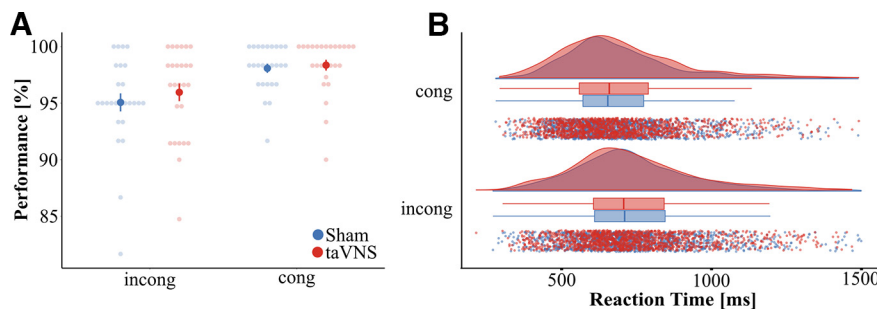 A
Performance [%]
100
95
90
85
Sham
taVNS
incong
cong
B
cong
incong
500
1000
1500
Reaction Time [ms]